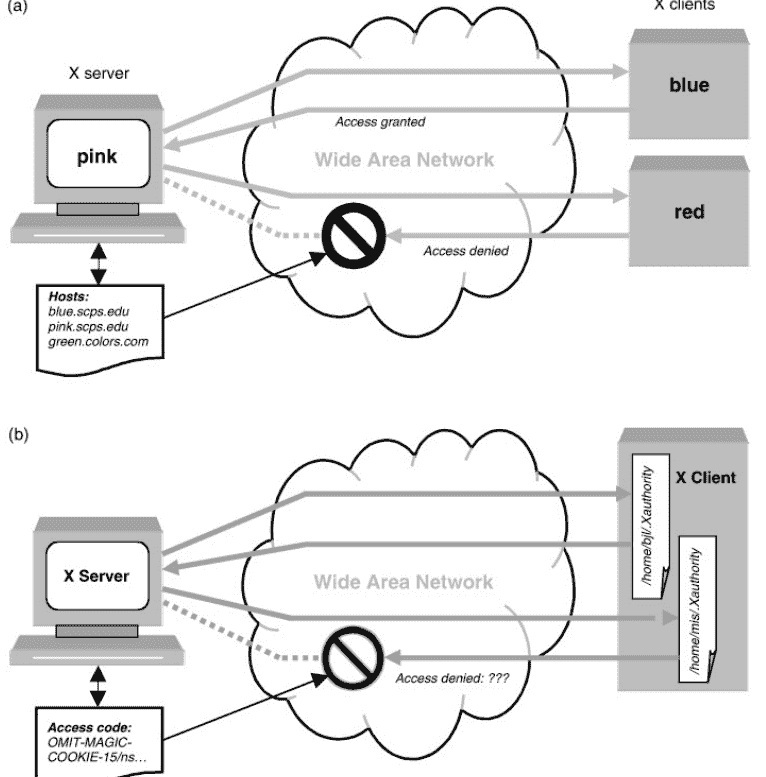 (a)
X clients
X server
blue
Access granted
pink
Wide Area Network
red
Access denied
Hosts:
blue.scps.edu
pink.scps.edu
green.colors.com
(b)
X Client
/home/bjl/.Xauthority
X Server
Wide Area Network
/home/mis/.Xauthority
Access denied: ???
Access code:
OMIT-MAGIC-
COOKIE-15/ns...